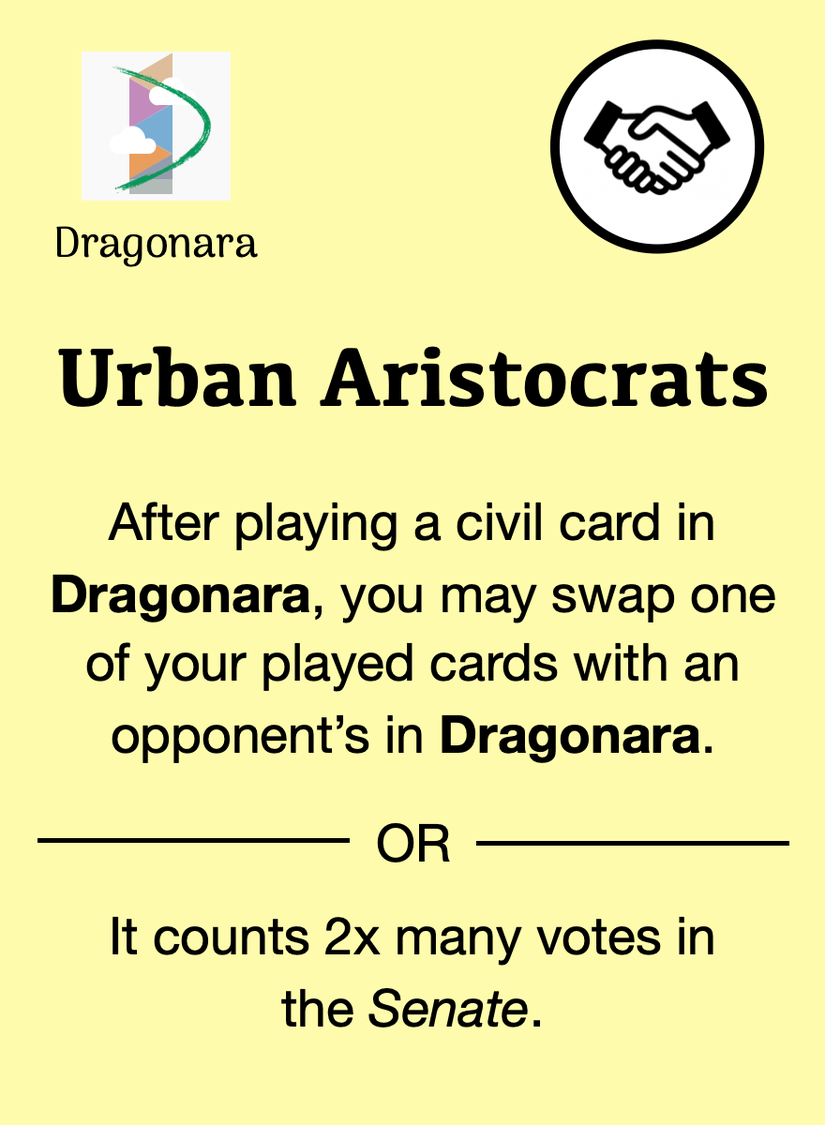 Dragonara
Urban Aristocrats
After playing a civil card in
Dragonara, you may swap one
of your played cards with an
opponent’s in Dragonara.
OR
It counts 2x many votes in
the Senate.